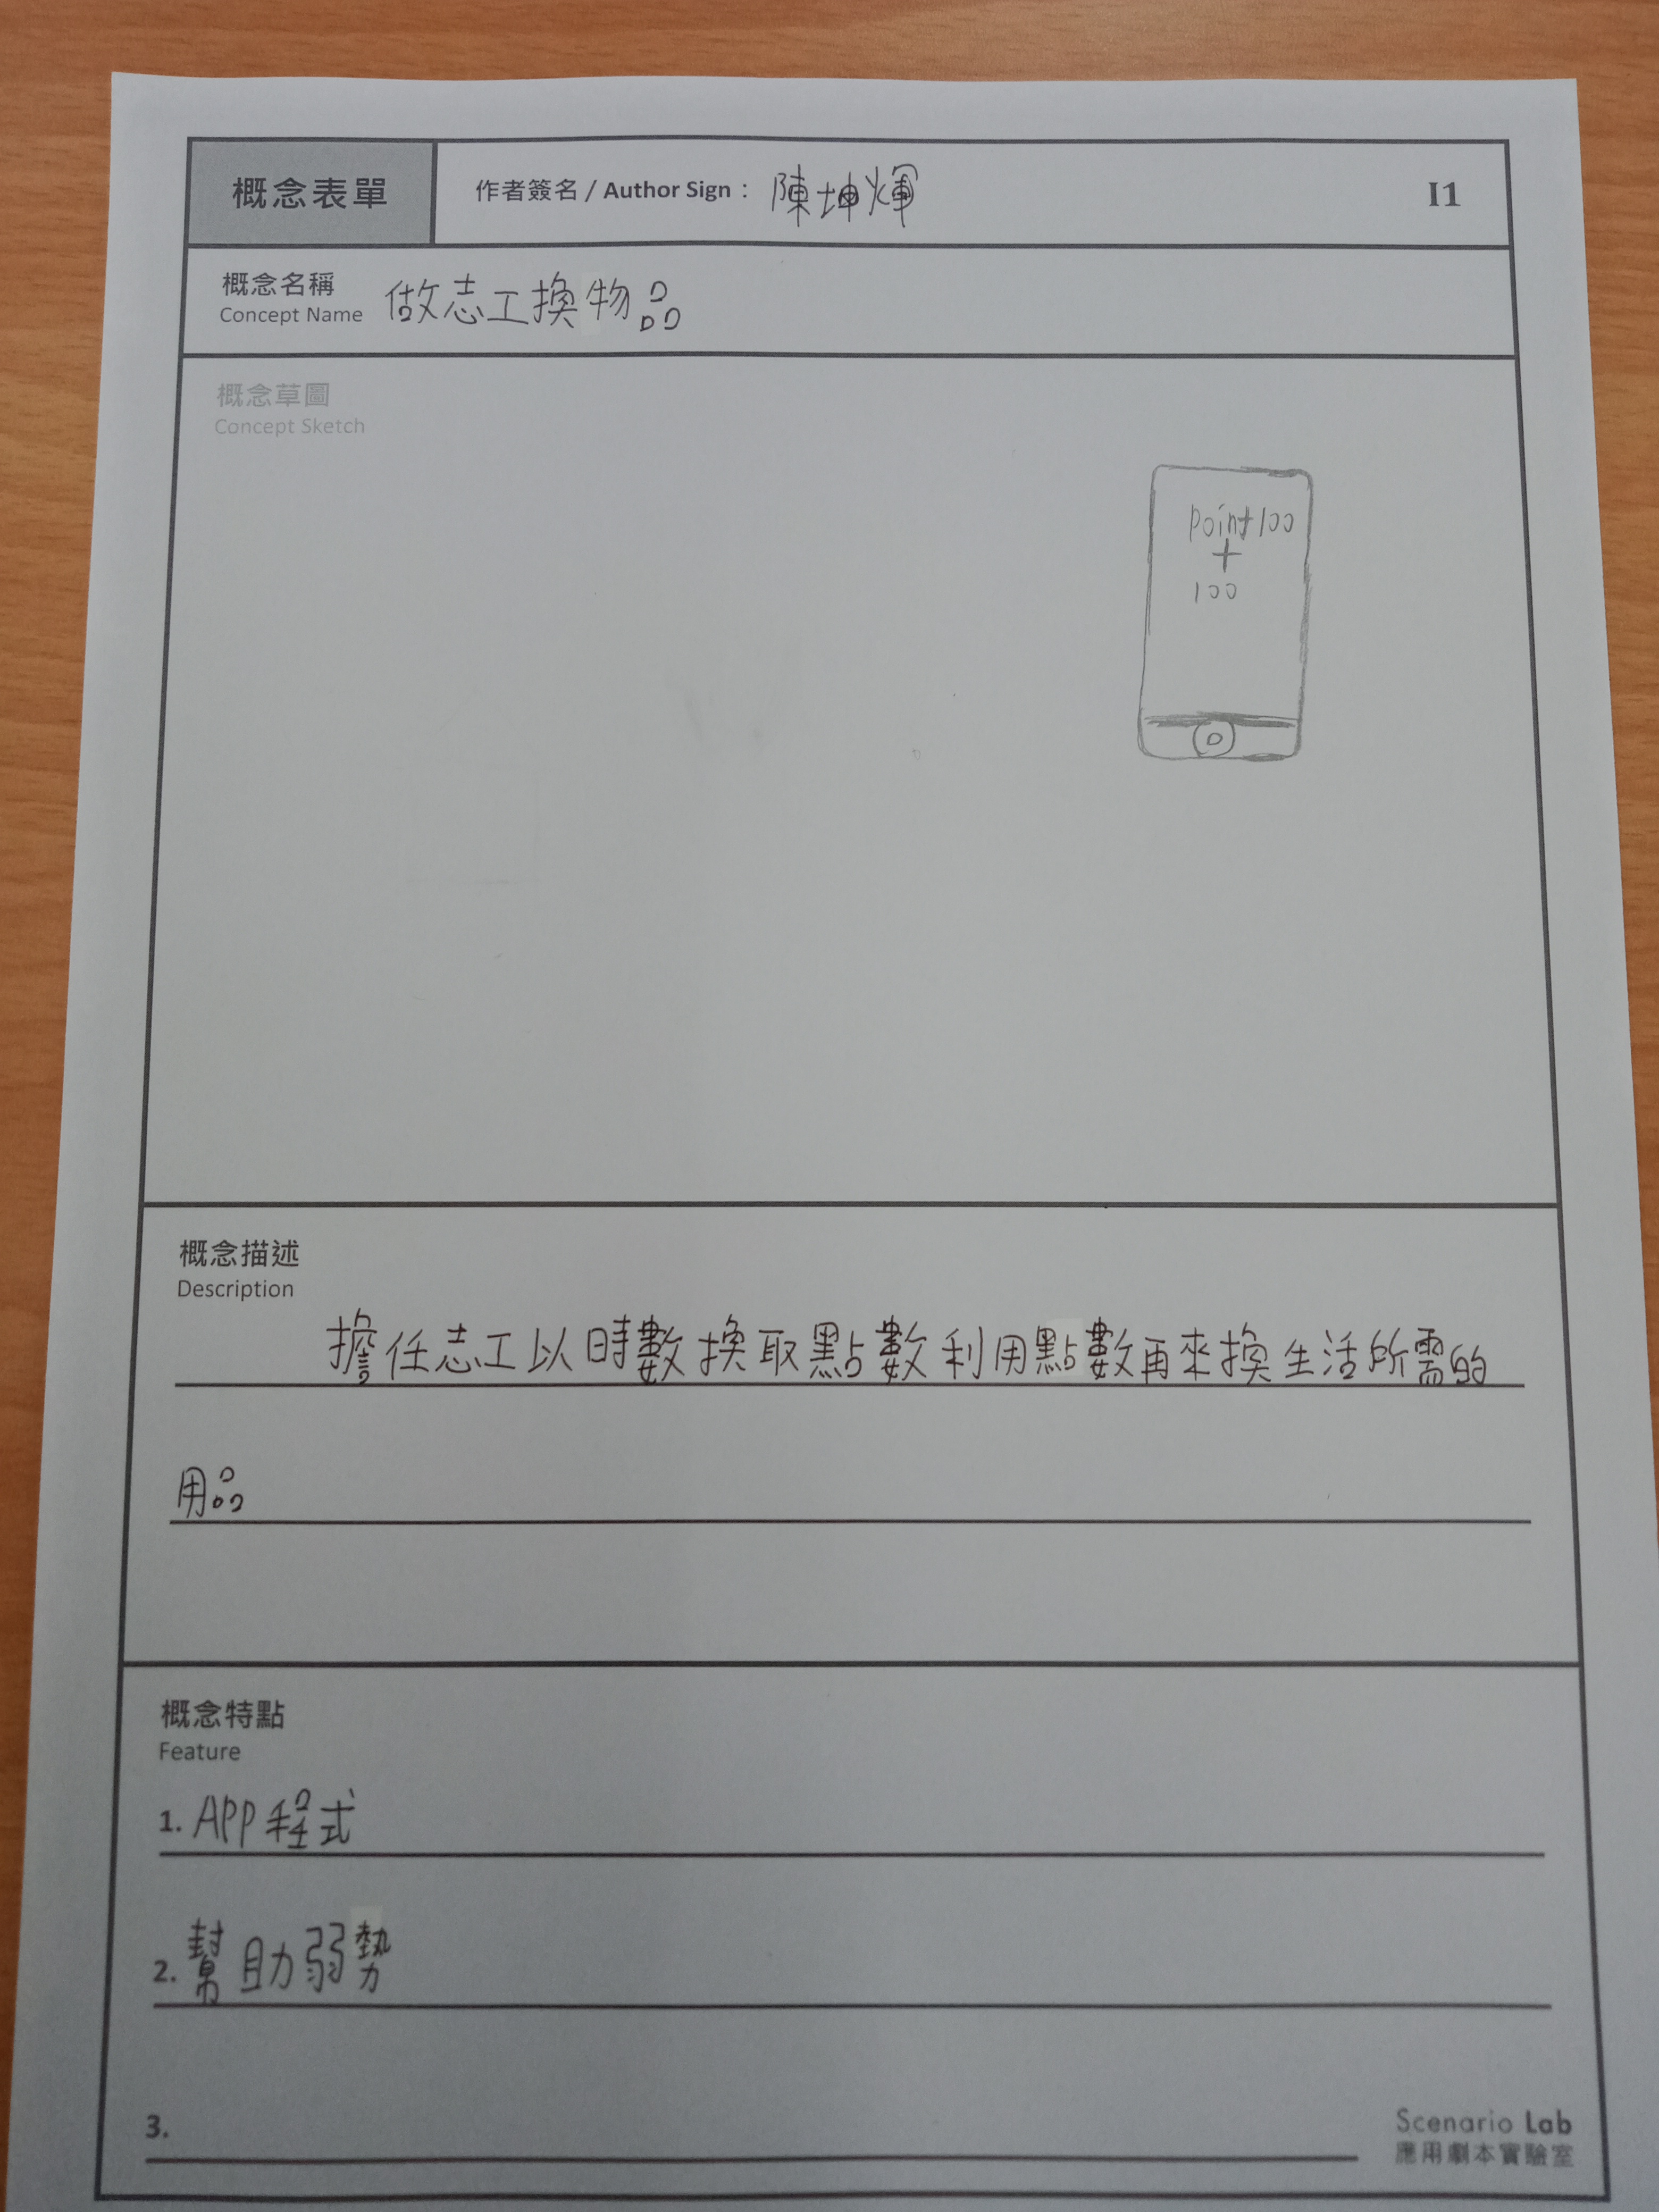 概念表單
作者簽名 / Author Sign： 陳坤輝
I1
概念名稱
Concept Name
做志工換物品
概念草圖
Concept Sketch
point 100
+
100
概念描述
Description
擔任志工以時數換取點數利用點數再來換生活所需的
用品
概念特點
Feature
1. APP程式
2. 幫助弱勢
3.
Scenario Lab
應用劇本實驗室